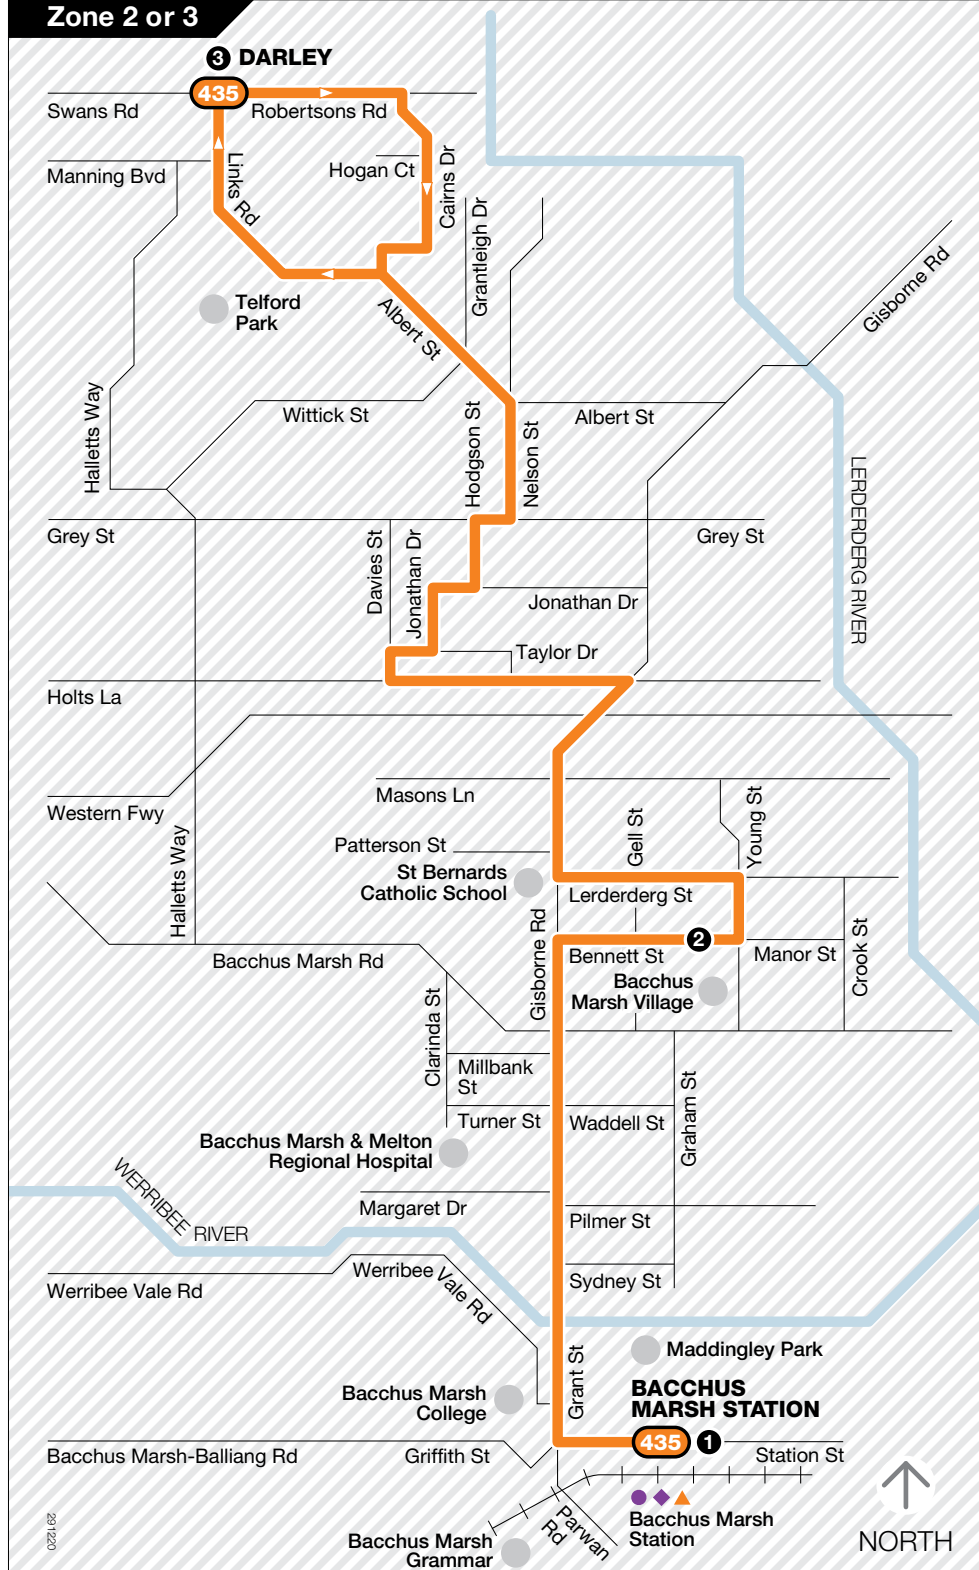 Zone 2 or 3
3 DARLEY
435
Swans Rd
Robertsons Rd
Manning Bvd
Links Rd
Hogan Ct
Cairns Dr
Grantleigh Dr
Gisborne Rd
Telford
Park
Albert St
Halletts Way
Wittick St
Hodgson St
Nelson St
Albert St
LERDERDERG RIVER
Grey St
Davies St
Jonathan Dr
Grey St
Jonathan Dr
Taylor Dr
Holts La
Western Fwy
Masons Ln
Halletts Way
Patterson St
Gell St
Young St
St Bernards
Catholic School
Lerderderg St
Gisborne Rd
2
Bennett St
Manor St
Crook St
Bacchus Marsh Rd
Bacchus
Marsh Village
Clarinda St
Millbank
St
Graham St
Turner St
Waddell St
Bacchus Marsh & Melton
Regional Hospital
WERRIBEE
RIVER
Margaret Dr
Pilmer St
Werribee Vale Rd
Werribee
Vale Rd
Sydney St
Grant St
Maddingley Park
Bacchus Marsh
College
BACCHUS
MARSH STATION
435 1
Bacchus Marsh-Balliang Rd
Griffith St
Station St
291220
Parwan
Rd
Bacchus Marsh
Station
Bacchus Marsh
Grammar
NORTH